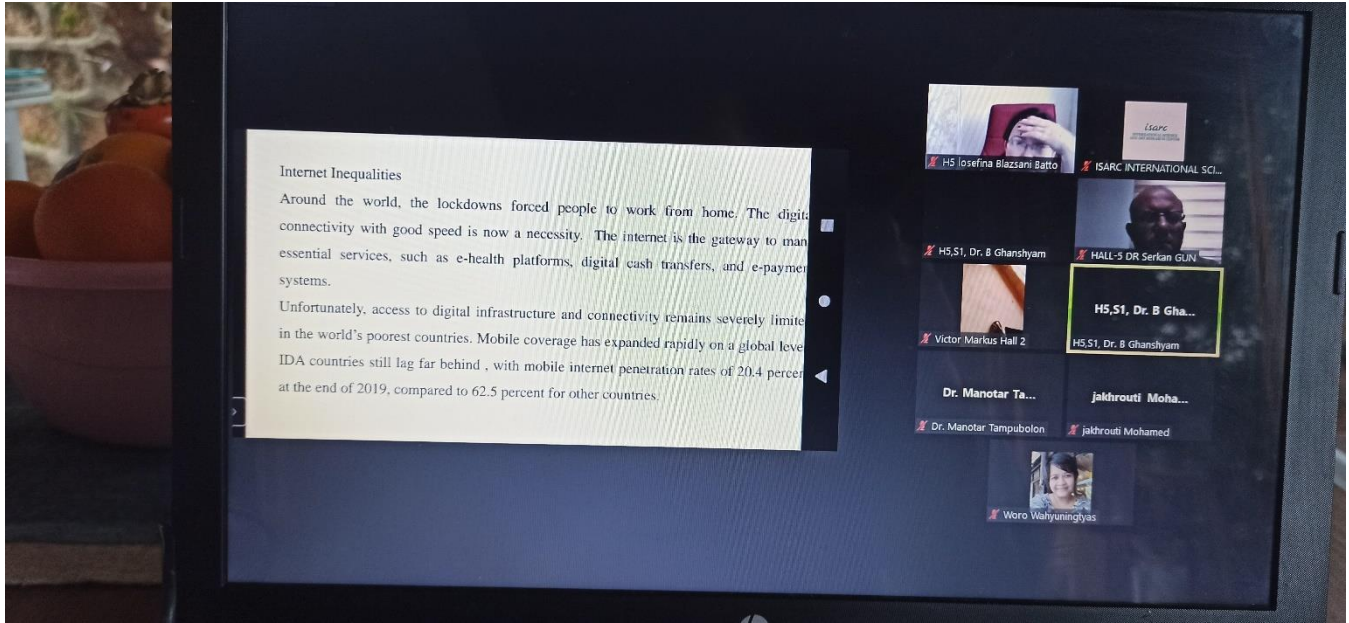 Internet Inequalities
Around the world, the lockdowns forced people to work from home. The digita
connectivity with good speed is now a necessity. The internet is the gateway to man
essential services, such as e-health platforms, digital cash transfers, and e-paymen
systems.
Unfortunately, access to digital infrastructure and connectivity remains severely limite
in the world's poorest countries. Mobile coverage has expanded rapidly on a global leve
IDA countries still lag far behind , with mobile internet penetration rates of 20.4 percen
at the end of 2019, compared to 62.5 percent for other countries.
H5 Josefina Blazsani Batto
isarc
ISARC INTERNATIONAL SCI...
H5,S1, Dr. B Ghanshyam
HALL-5 DR Serkan GUN
Victor Markus Hall 2
H5,S1, Dr. B Gha...
H5,S1, Dr. B Ghanshyam
Dr. Manotar Ta...
Dr. Manotar Tampubolon
jakhrouti Moha...
jakhrouti Mohamed
Woro Wahyuningtyas